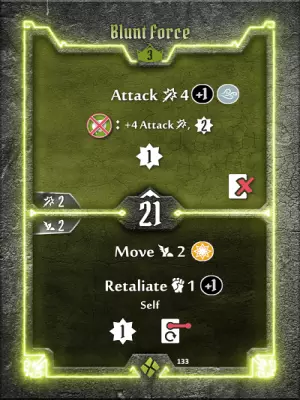 Blunt Force
3
Attack 4 +1
: +4 Attack , 2
1
2
21
2
Move 2
Retaliate 1 +1
Self
1
133